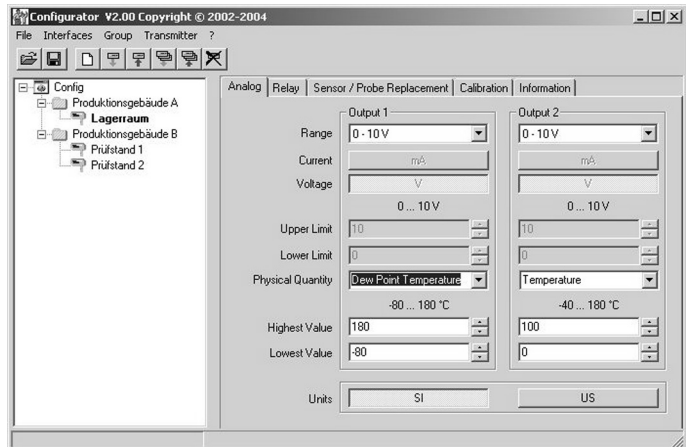 Configurator V2.00 Copyright © 2002-2004
File Interfaces Group Transmitter ?
Config
Produktionsgebäude A
Lagerraum
Produktionsgebäude B
Prüfstand 1
Prüfstand 2
Analog Relay Sensor / Probe Replacement Calibration Information
Output 1 Output 2
Range 0 - 10 V 0 - 10 V
Current mA mA
Voltage V V
0 ... 10 V 0 ... 10 V
Upper Limit 10 10
Lower Limit 0 0
Physical Quantity Dew Point Temperature Temperature
-80 ... 180 °C -40 ... 180 °C
Highest Value 180 100
Lowest Value -80 0
Units SI US